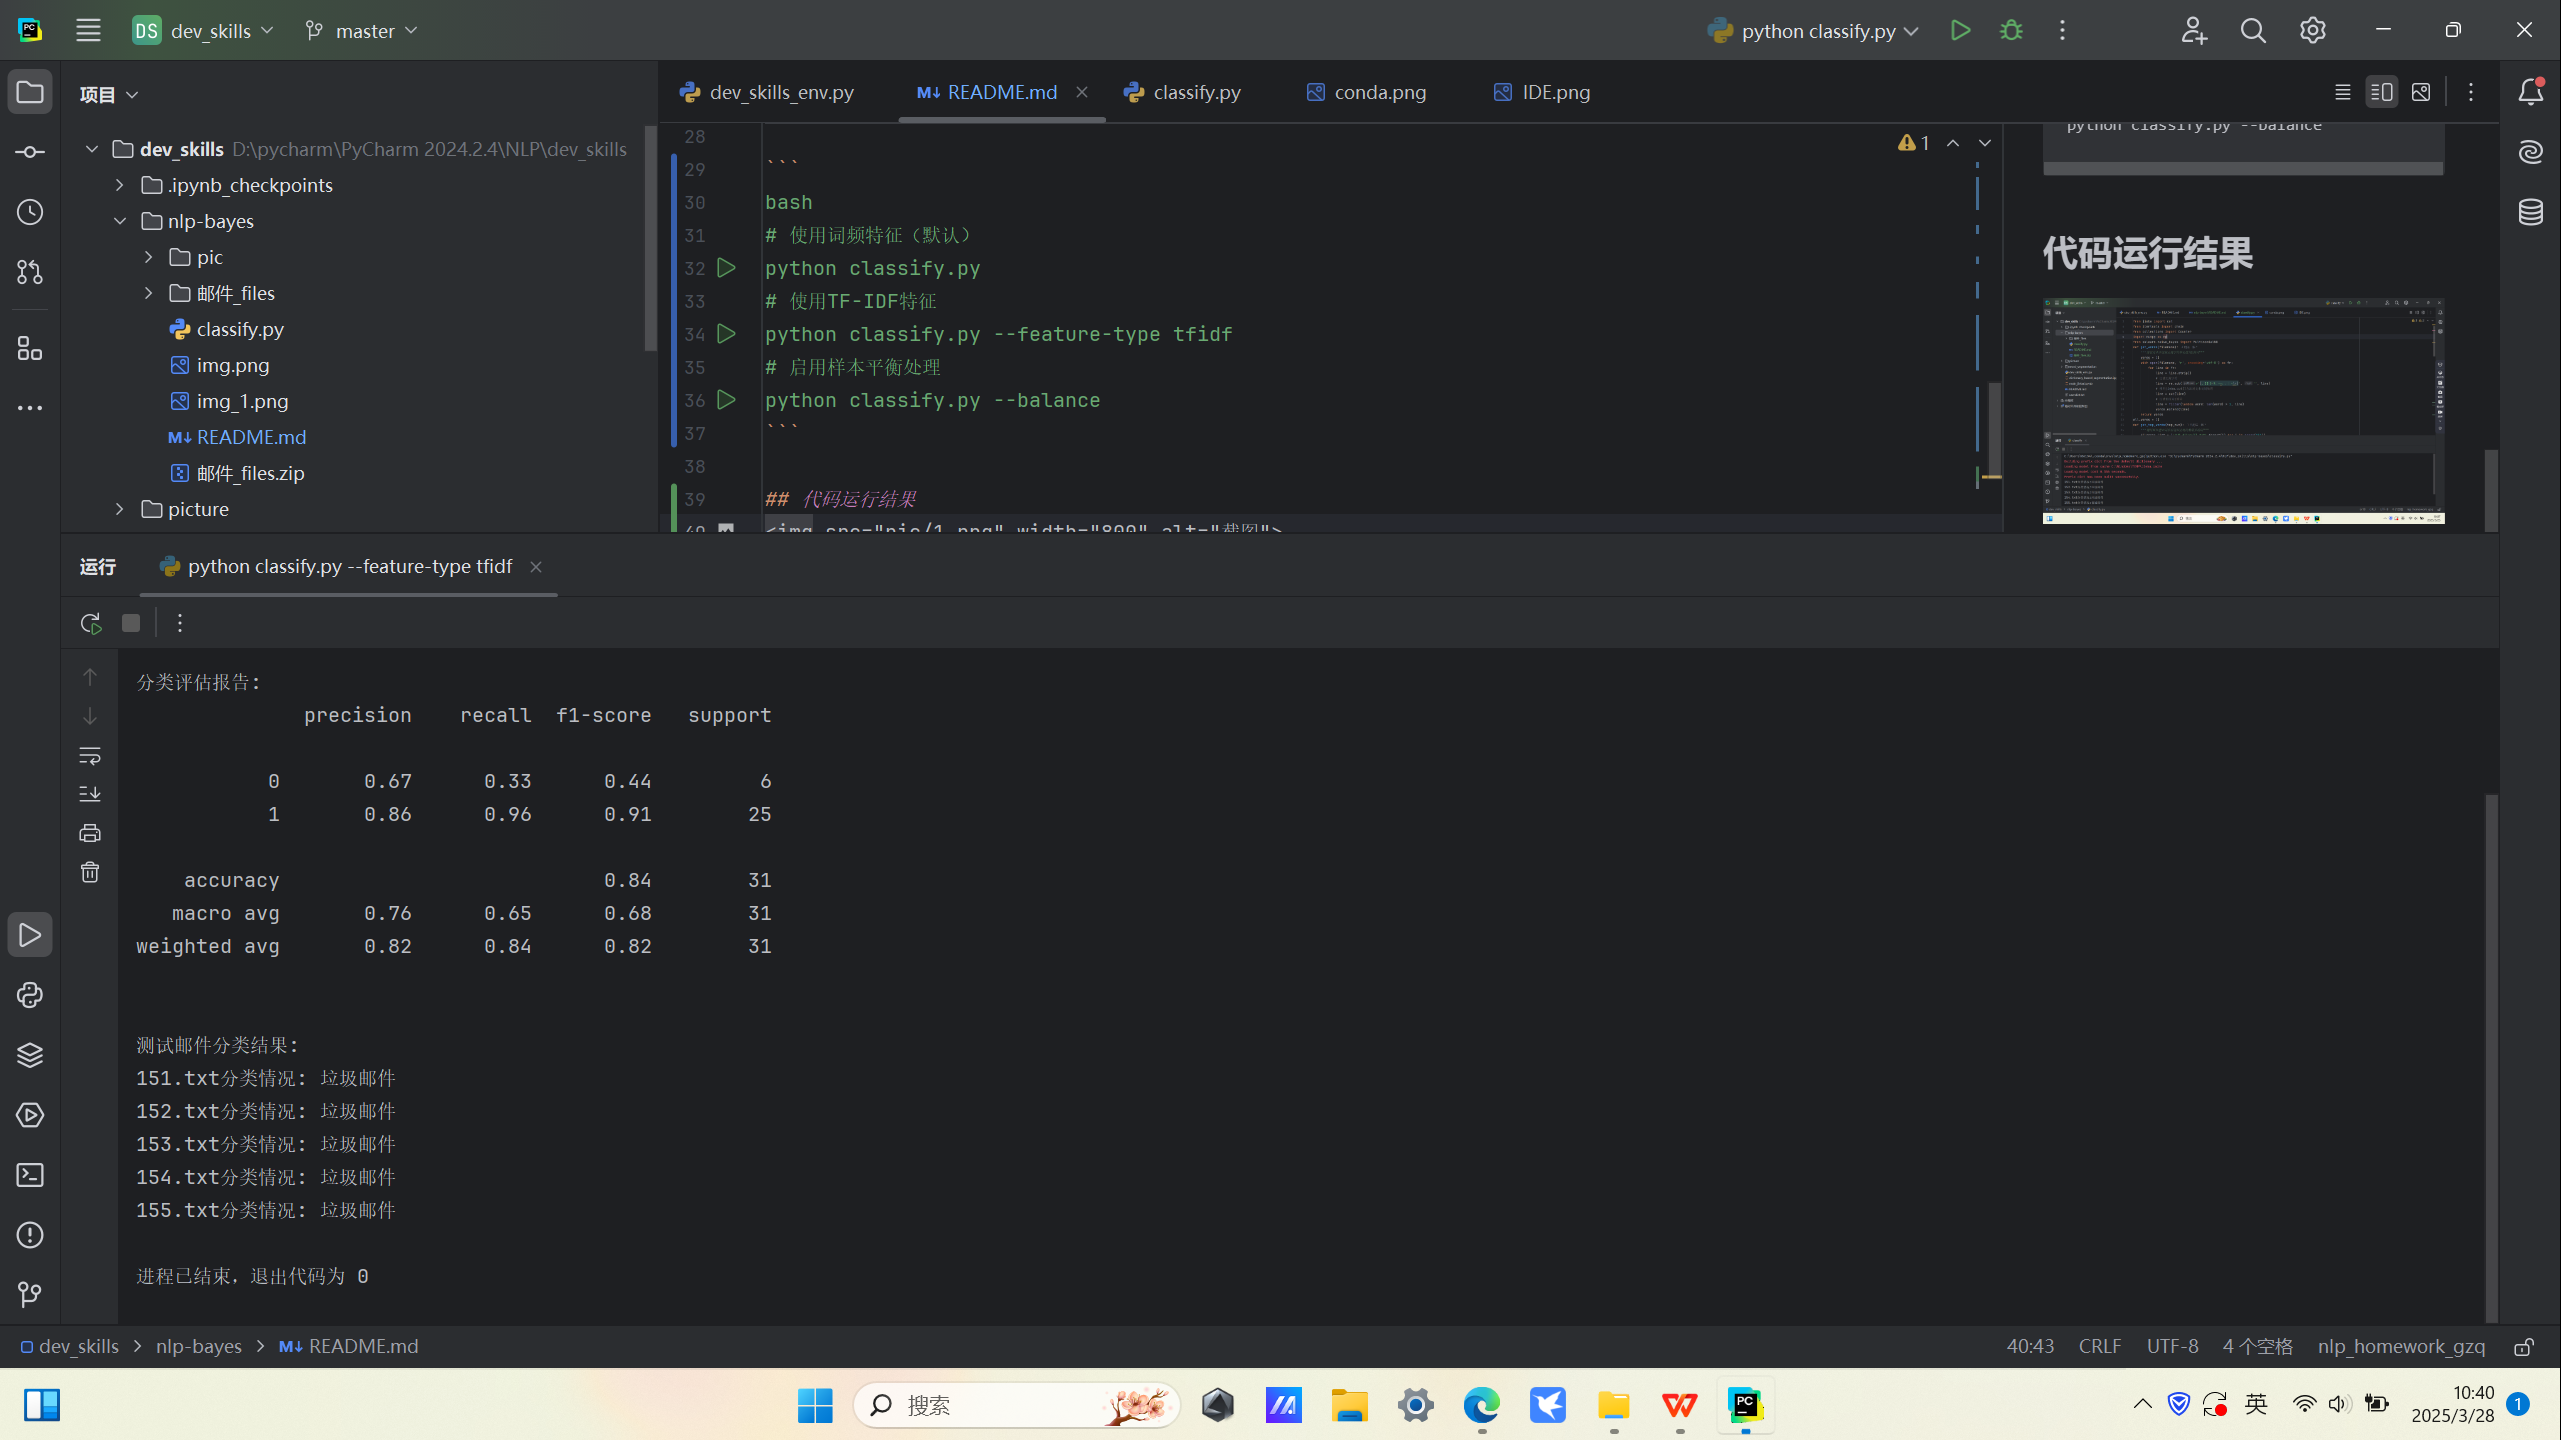 DS dev_skills master python classify.py
项目
dev_skills D:\pycharm\PyCharm 2024.2.4\NLP\dev_skills
.ipynb_checkpoints
nlp-bayes
pic
邮件_files
classify.py
img.png
img_1.png
README.md
邮件_files.zip
picture
dev_skills_env.py README.md classify.py conda.png IDE.png
28
29 ```
30 bash
31 # 使用词频特征（默认）
32 python classify.py
33 # 使用TF-IDF特征
34 python classify.py --feature-type tfidf
35 # 启用样本平衡处理
36 python classify.py --balance
37 ```
38
39 ## 代码运行结果
40 <img src="pic/1.png" width="800" alt="截图">
1
python classify.py --balance
代码运行结果
运行 python classify.py --feature-type tfidf
分类评估报告:
precision recall f1-score support
0 0.67 0.33 0.44 6
1 0.86 0.96 0.91 25
accuracy 0.84 31
macro avg 0.76 0.65 0.68 31
weighted avg 0.82 0.84 0.82 31
测试邮件分类结果:
151.txt分类情况: 垃圾邮件
152.txt分类情况: 垃圾邮件
153.txt分类情况: 垃圾邮件
154.txt分类情况: 垃圾邮件
155.txt分类情况: 垃圾邮件
进程已结束，退出代码为 0
dev_skills > nlp-bayes > README.md
40:43 CRLF UTF-8 4 个空格 nlp_homework_gzq
搜索
英
10:40
2025/3/28
1